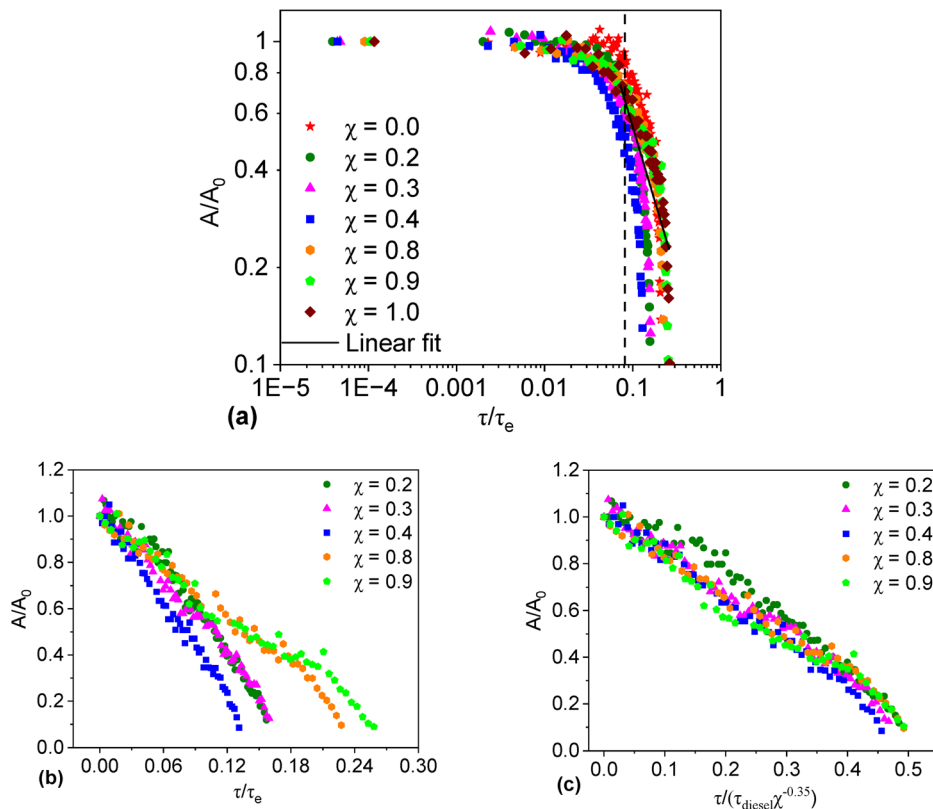 1
0.8
0.6
0.4
0.2
0.1
A/A₀
χ = 0.0
χ = 0.2
χ = 0.3
χ = 0.4
χ = 0.8
χ = 0.9
χ = 1.0
Linear fit
1E-5 1E-4 0.001 0.01 0.1 1
τ/τₑ
(a)
1.2
1.0
0.8
0.6
0.4
0.2
0.0
A/A₀
χ = 0.2
χ = 0.3
χ = 0.4
χ = 0.8
χ = 0.9
0.00 0.06 0.12 0.18 0.24 0.30
τ/τₑ
(b)
1.2
1.0
0.8
0.6
0.4
0.2
0.0
A/A₀
χ = 0.2
χ = 0.3
χ = 0.4
χ = 0.8
χ = 0.9
0.0 0.1 0.2 0.3 0.4 0.5
τ/(τ_diesel χ^-0.35)
(c)